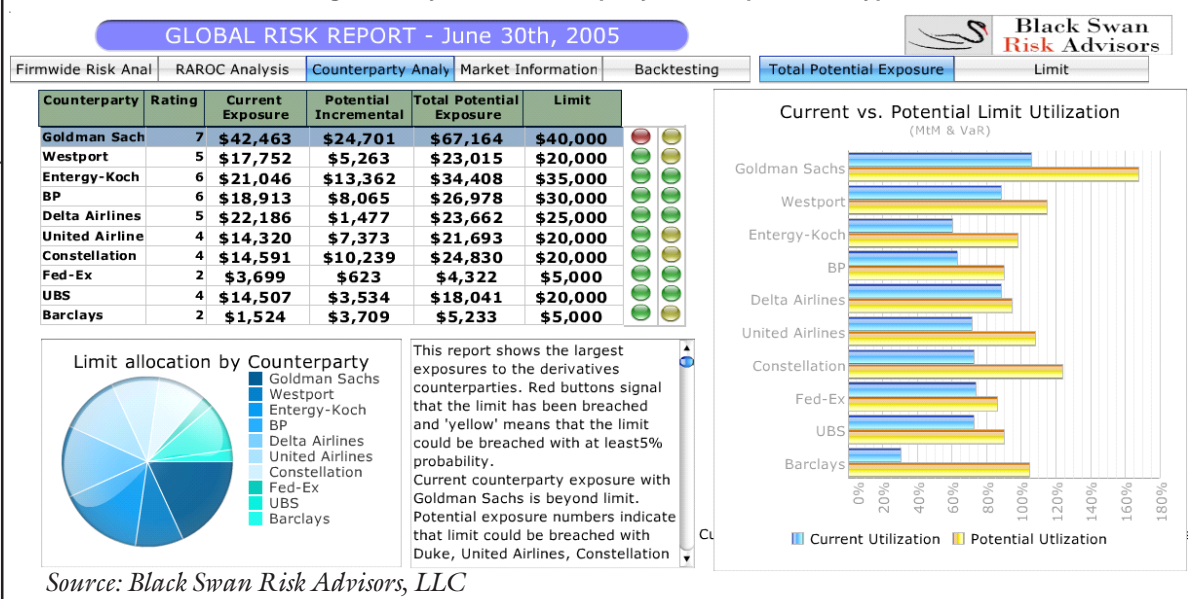 GLOBAL RISK REPORT - June 30th, 2005
Black Swan
Risk Advisors
Firmwide Risk Anal RAROC Analysis Counterparty Analy Market Information Backtesting Total Potential Exposure Limit
Counterparty Rating Current Exposure Potential Incremental Total Potential Exposure Limit
Goldman Sach 7 $42,463 $24,701 $67,164 $40,000
Westport 5 $17,752 $5,263 $23,015 $20,000
Entergy-Koch 6 $21,046 $13,362 $34,408 $35,000
BP 6 $18,913 $8,065 $26,978 $30,000
Delta Airlines 5 $22,186 $1,477 $23,662 $25,000
United Airline 4 $14,320 $7,373 $21,693 $20,000
Constellation 4 $14,591 $10,239 $24,830 $20,000
Fed-Ex 2 $3,699 $623 $4,322 $5,000
UBS 4 $14,507 $3,534 $18,041 $20,000
Barclays 2 $1,524 $3,709 $5,233 $5,000
Limit allocation by Counterparty
Goldman Sachs
Westport
Entergy-Koch
BP
Delta Airlines
United Airlines
Constellation
Fed-Ex
UBS
Barclays
This report shows the largest
exposures to the derivatives
counterparties. Red buttons signal
that the limit has been breached
and 'yellow' means that the limit
could be breached with at least5%
probability.
Current counterparty exposure with
Goldman Sachs is beyond limit.
Potential exposure numbers indicate
that limit could be breached with
Duke, United Airlines, Constellation
Current vs. Potential Limit Utilization
(MtM & VaR)
Goldman Sachs
Westport
Entergy-Koch
BP
Delta Airlines
United Airlines
Constellation
Fed-Ex
UBS
Barclays
0% 20% 40% 60% 80% 100% 120% 140% 160% 180%
Current Utilization Potential Utlization
Source: Black Swan Risk Advisors, LLC